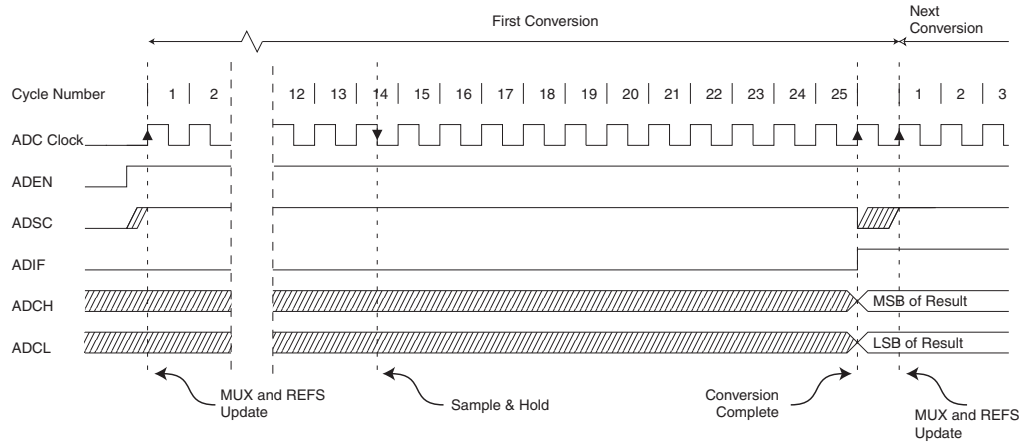 First Conversion
Next
Conversion
Cycle Number 1 2 12 13 14 15 16 17 18 19 20 21 22 23 24 25 1 2 3
ADC Clock
ADEN
ADSC
ADIF
ADCH MSB of Result
ADCL LSB of Result
MUX and REFS
Update
Sample & Hold
Conversion
Complete
MUX and REFS
Update